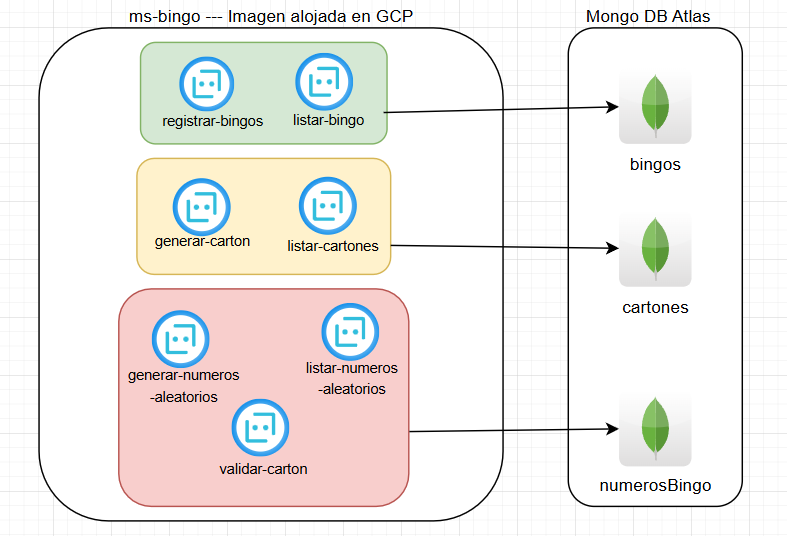 ms-bingo --- Imagen alojada en GCP
Mongo DB Atlas
registrar-bingos
listar-bingo
bingos
generar-carton
listar-cartones
cartones
generar-numeros
-aleatorios
listar-numeros
-aleatorios
validar-carton
numerosBingo